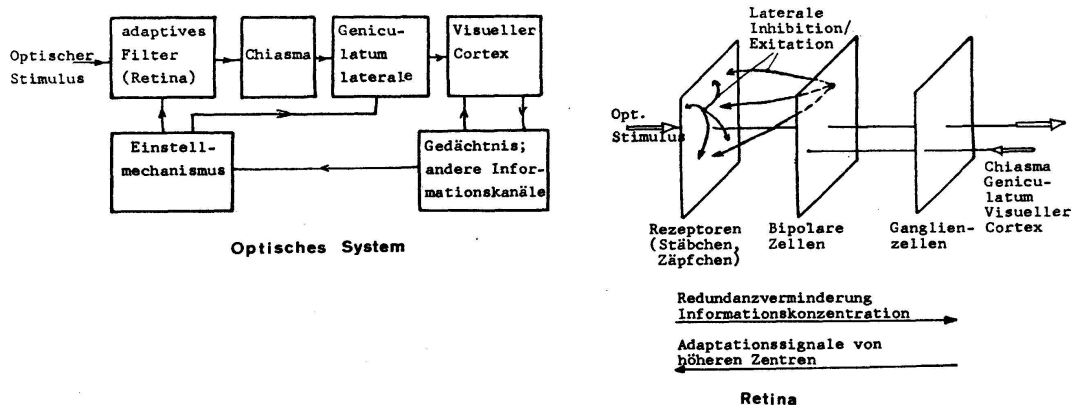 Optischer
Stimulus
adaptives
Filter
(Retina)
Chiasma
Genicu-
latum
laterale
Visueller
Cortex
Einstell-
mechanismus
Gedächtnis;
andere Infor-
mationskanäle
Optisches System
Laterale
Inhibition/
Exitation
Opt.
Stimulus
Chiasma
Genicu-
latum
Visueller
Cortex
Rezeptoren
(Stäbchen,
Zäpfchen)
Bipolare
Zellen
Ganglien-
zellen
Redundanzverminderung
Informationskonzentration
Adaptationssignale von
höheren Zentren
Retina